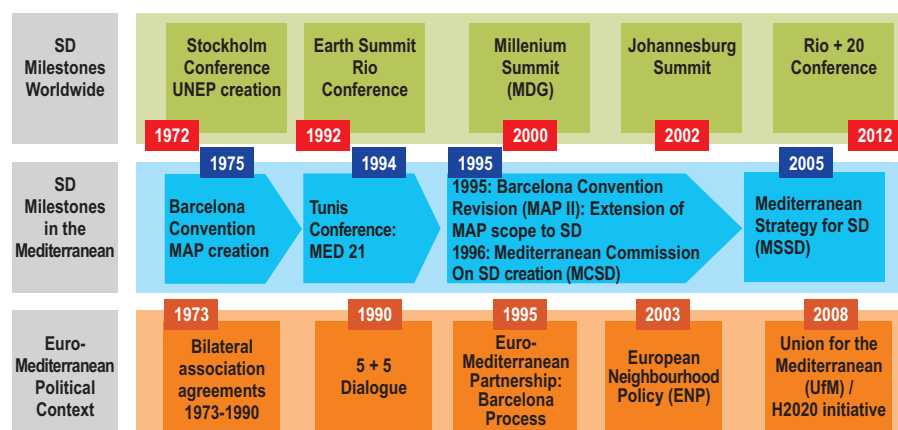 SD
Milestones
Worldwide
Stockholm
Conference
UNEP creation
Earth Summit
Rio
Conference
Millenium
Summit
(MDG)
Johannesburg
Summit
Rio + 20
Conference
1972
1992
2000
2002
2012
SD
Milestones
in the
Mediterranean
1975
1994
1995
2005
Barcelona
Convention
MAP creation
Tunis
Conference:
MED 21
1995: Barcelona Convention
Revision (MAP II): Extension of
MAP scope to SD
1996: Mediterranean Commission
On SD creation (MCSD)
Mediterranean
Strategy for SD
(MSSD)
Euro-
Mediterranean
Political
Context
1973
1990
1995
2003
2008
Bilateral
association
agreements
1973-1990
5 + 5
Dialogue
Euro-
Mediterranean
Partnership:
Barcelona
Process
European
Neighbourhood
Policy (ENP)
Union for the
Mediterranean
(UfM) /
H2020 initiative